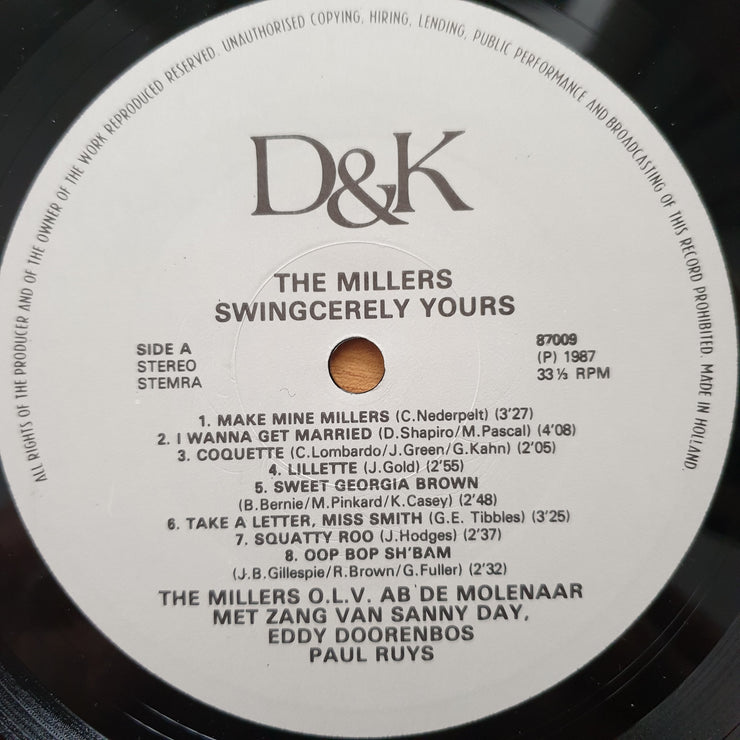 ALL RIGHTS OF THE PRODUCER AND OF THE OWNER OF THE WORK REPRODUCED RESERVED. UNAUTHORISED COPYING, HIRING, LENDING, PUBLIC PERFORMANCE AND BROADCASTING OF THIS RECORD PROHIBITED. MADE IN HOLLAND.
D&K
THE MILLERS
SWINGCERELY YOURS
SIDE A
STEREO
STEMRA
87009
(P) 1987
33⅓ RPM
1. MAKE MINE MILLERS (C.Nederpelt) (3'27)
2. I WANNA GET MARRIED (D.Shapiro/M.Pascal) (4'08)
3. COQUETTE (C.Lombardo/J.Green/G.Kahn) (2'05)
4. LILLETTE (J.Gold) (2'55)
5. SWEET GEORGIA BROWN
(B.Bernie/M.Pinkard/K.Casey) (2'48)
6. TAKE A LETTER, MISS SMITH (G.E. Tibbles) (3'25)
7. SQUATTY ROO (J.Hodges) (2'37)
8. OOP BOP SH'BAM
(J.B.Gillespie/R.Brown/G.Fuller) (2'32)
THE MILLERS O.L.V. AB DE MOLENAAR
MET ZANG VAN SANNY DAY,
EDDY DOORENBOS
PAUL RUYS